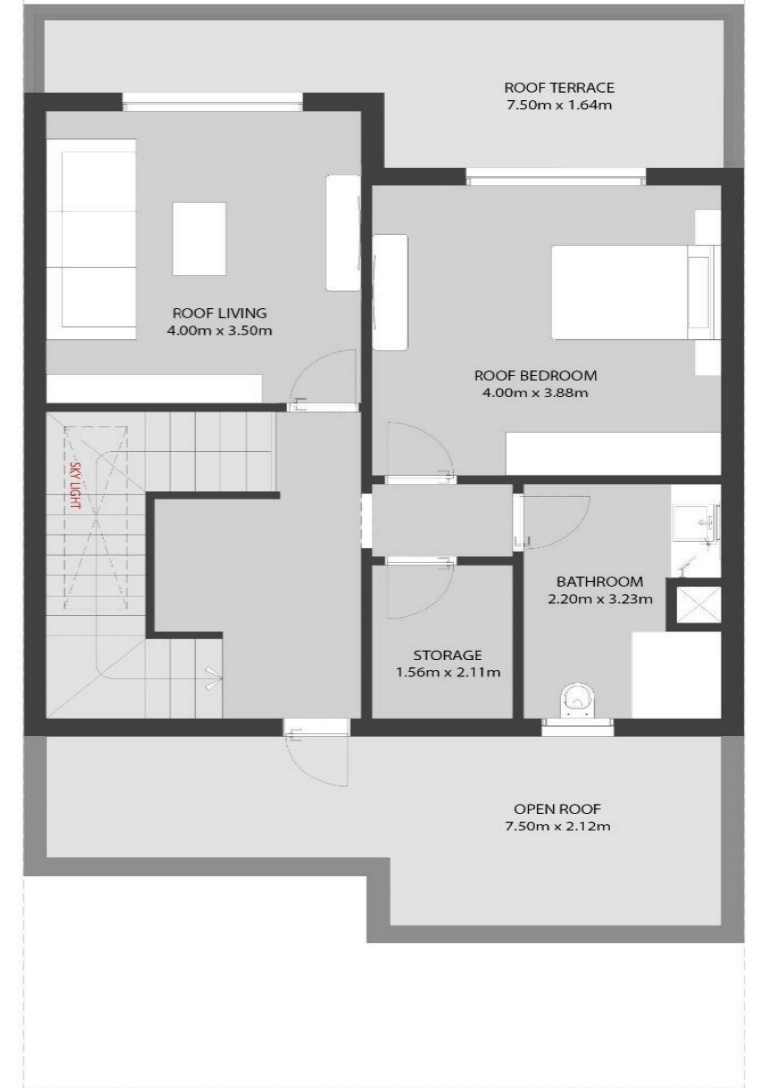 ROOF TERRACE
7.50m x 1.64m
ROOF LIVING
4.00m x 3.50m
ROOF BEDROOM
4.00m x 3.88m
SKY LIGHT
BATHROOM
2.20m x 3.23m
STORAGE
1.56m x 2.11m
OPEN ROOF
7.50m x 2.12m